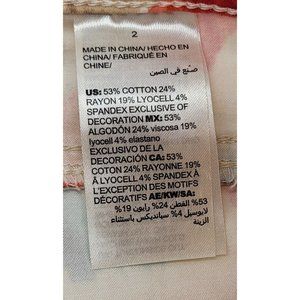 2
MADE IN CHINA/ HECHO EN
CHINA/ FABRIQUÉ EN
CHINE/
صنع في الصين
US: 53% COTTON 24%
RAYON 19% LYOCELL 4%
SPANDEX EXCLUSIVE OF
DECORATION MX: 53%
ALGODÓN 24% viscosa 19%
lyocell 4% elastano
EXCLUSIVO DE LA
DECORACIÓN CA: 53%
COTON 24% RAYONNE 19%
LYOCELL 4% SPANDEX À
L'EXCEPTION DES MOTIFS
DÉCORATIFS AE/KW/SA:
53% القطن 24% رايون 19%
لايوسيل 4% سباندیکس باستثناء
الزينة